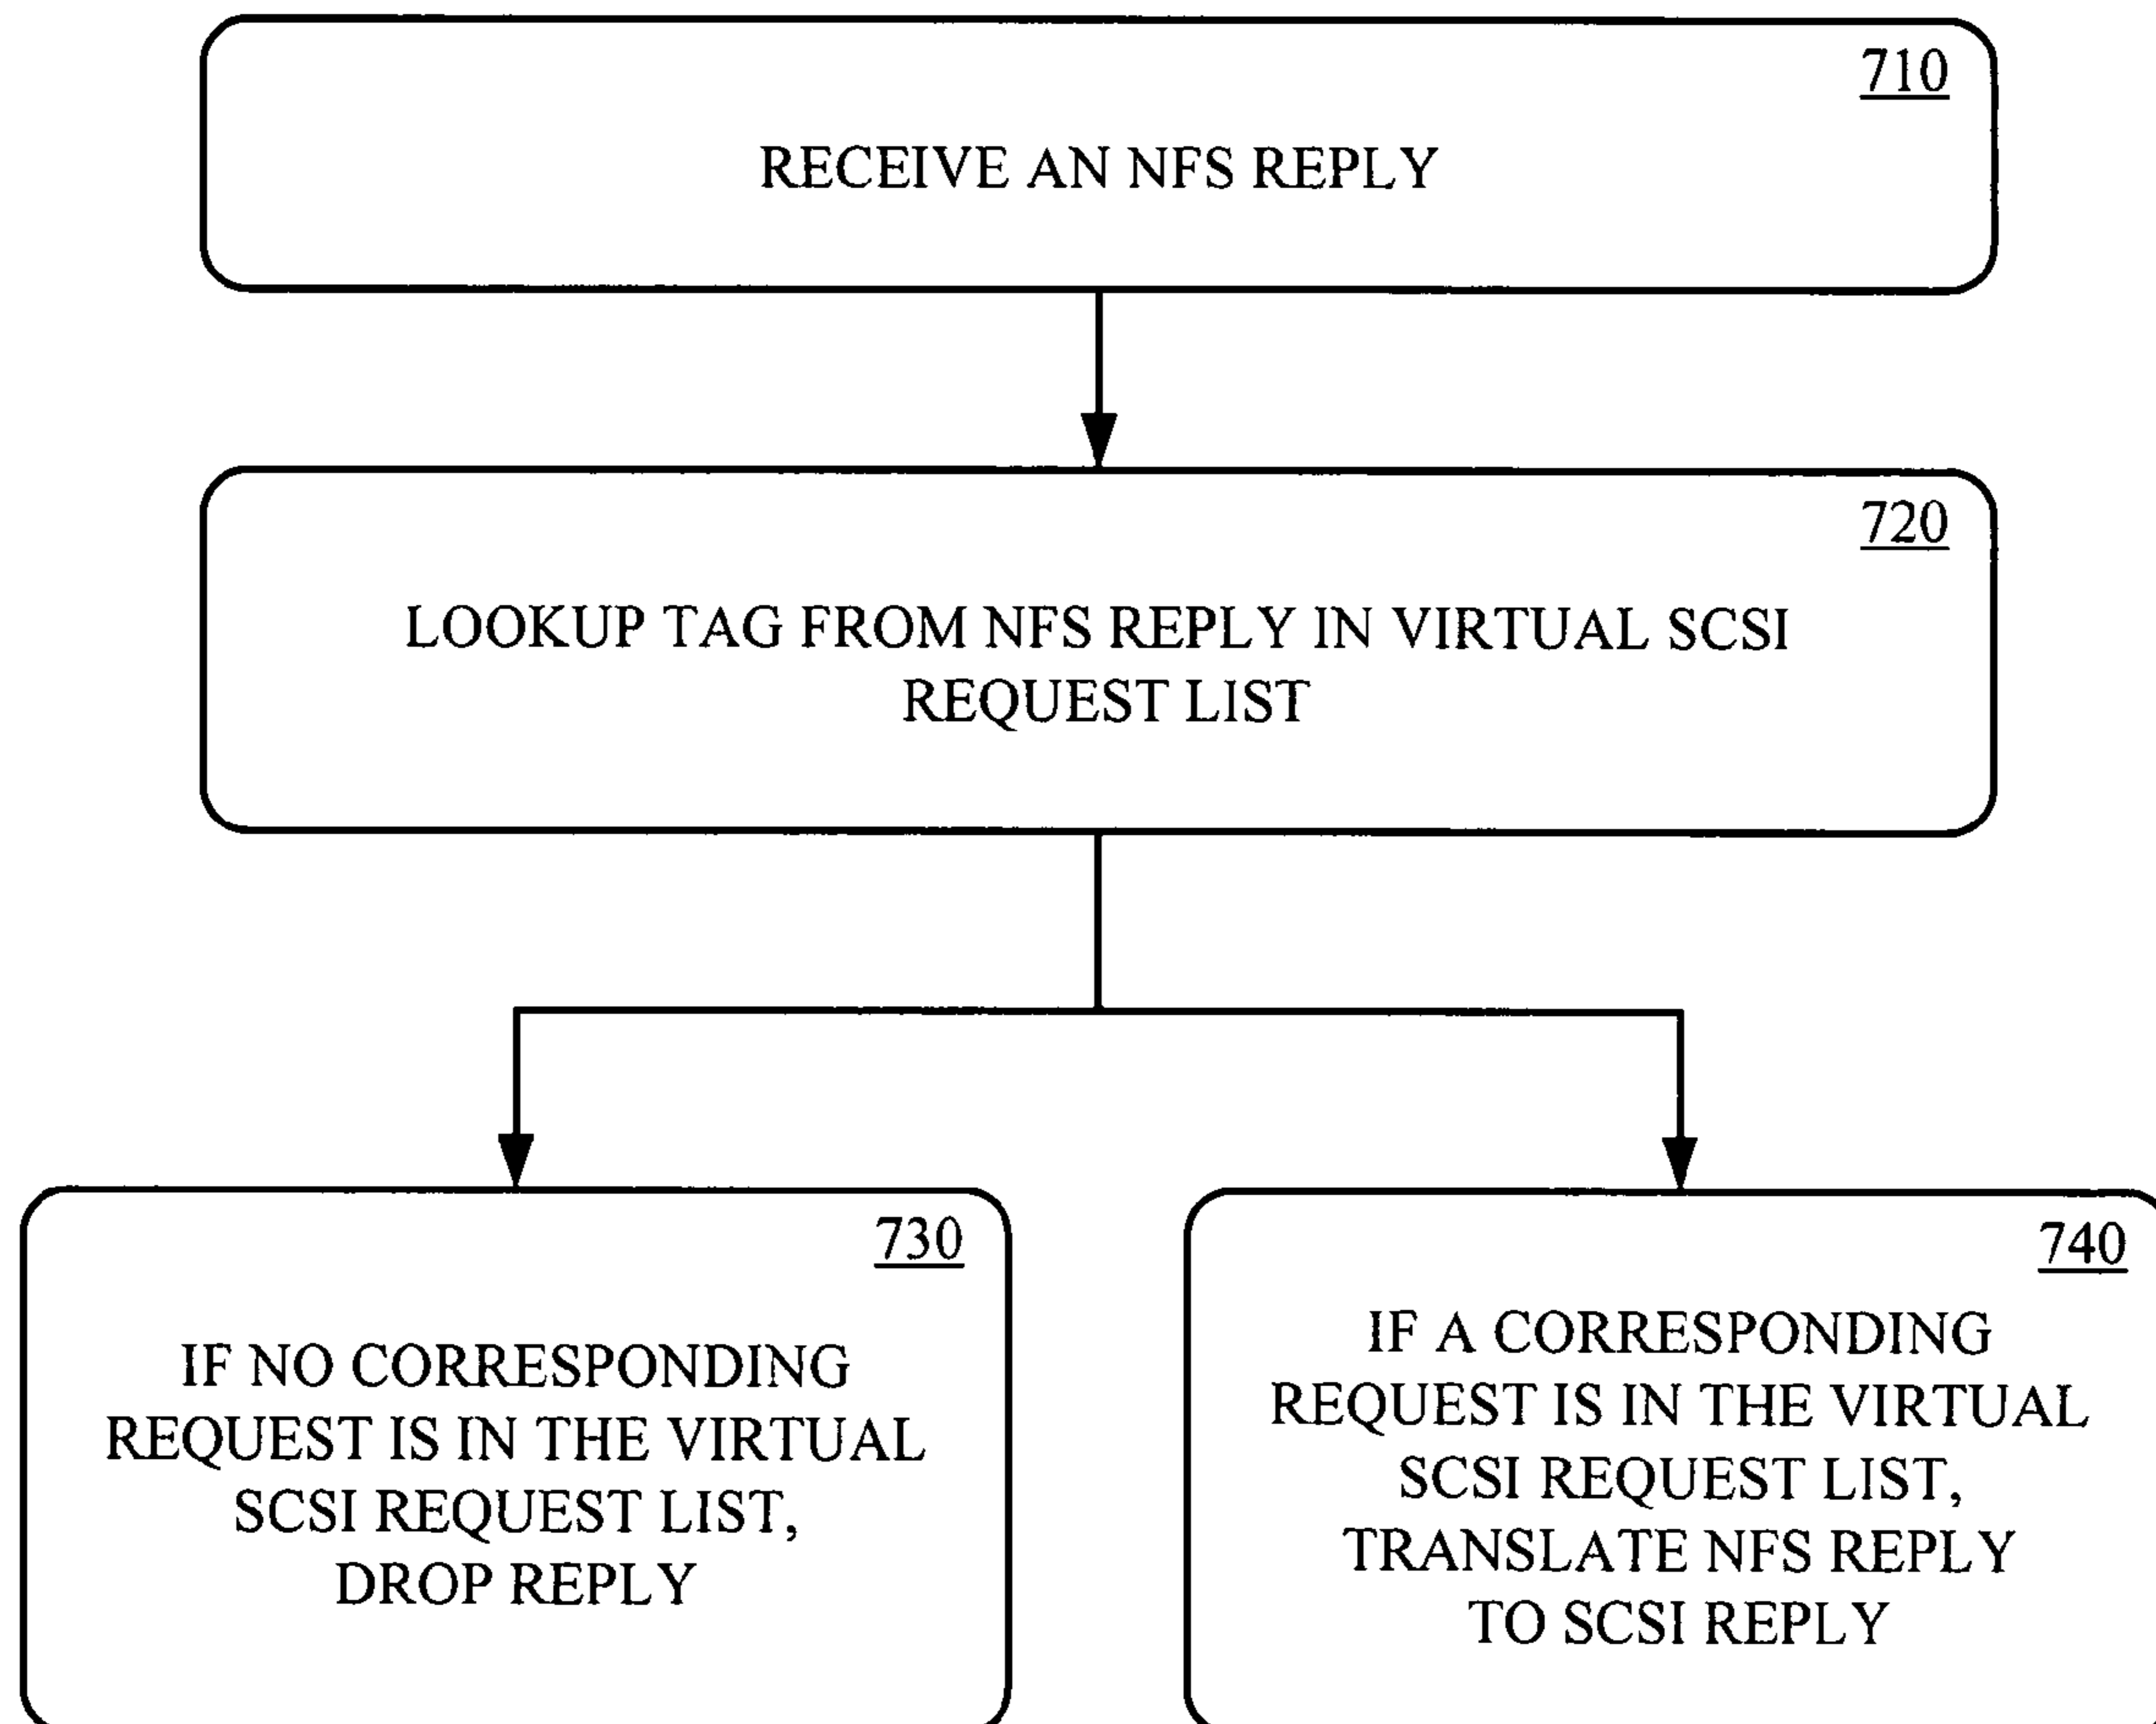 710
RECEIVE AN NFS REPLY
720
LOOKUP TAG FROM NFS REPLY IN VIRTUAL SCSI
REQUEST LIST
730
IF NO CORRESPONDING
REQUEST IS IN THE VIRTUAL
SCSI REQUEST LIST,
DROP REPLY
740
IF A CORRESPONDING
REQUEST IS IN THE VIRTUAL
SCSI REQUEST LIST,
TRANSLATE NFS REPLY
TO SCSI REPLY